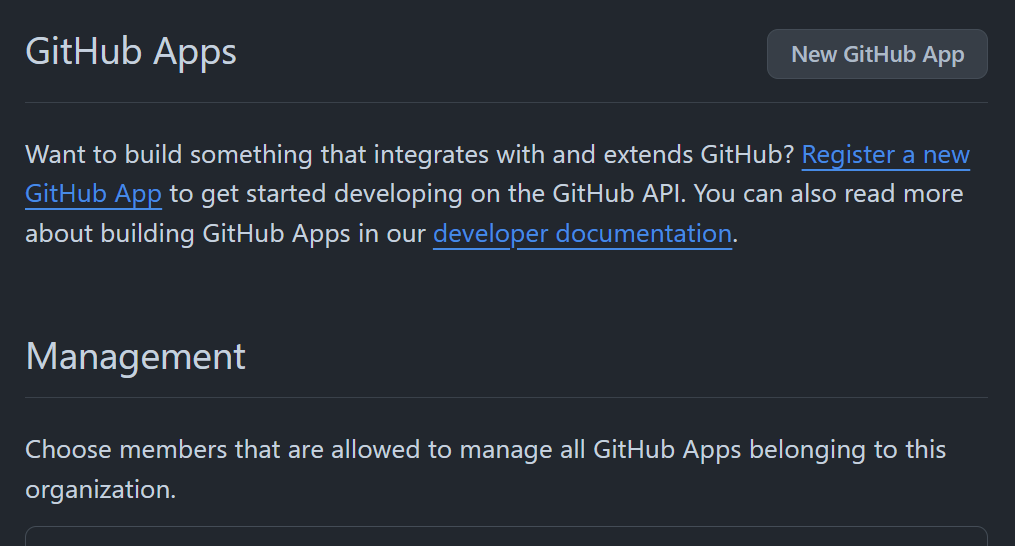 GitHub Apps
New GitHub App
Want to build something that integrates with and extends GitHub? Register a new
GitHub App to get started developing on the GitHub API. You can also read more
about building GitHub Apps in our developer documentation.
Management
Choose members that are allowed to manage all GitHub Apps belonging to this
organization.